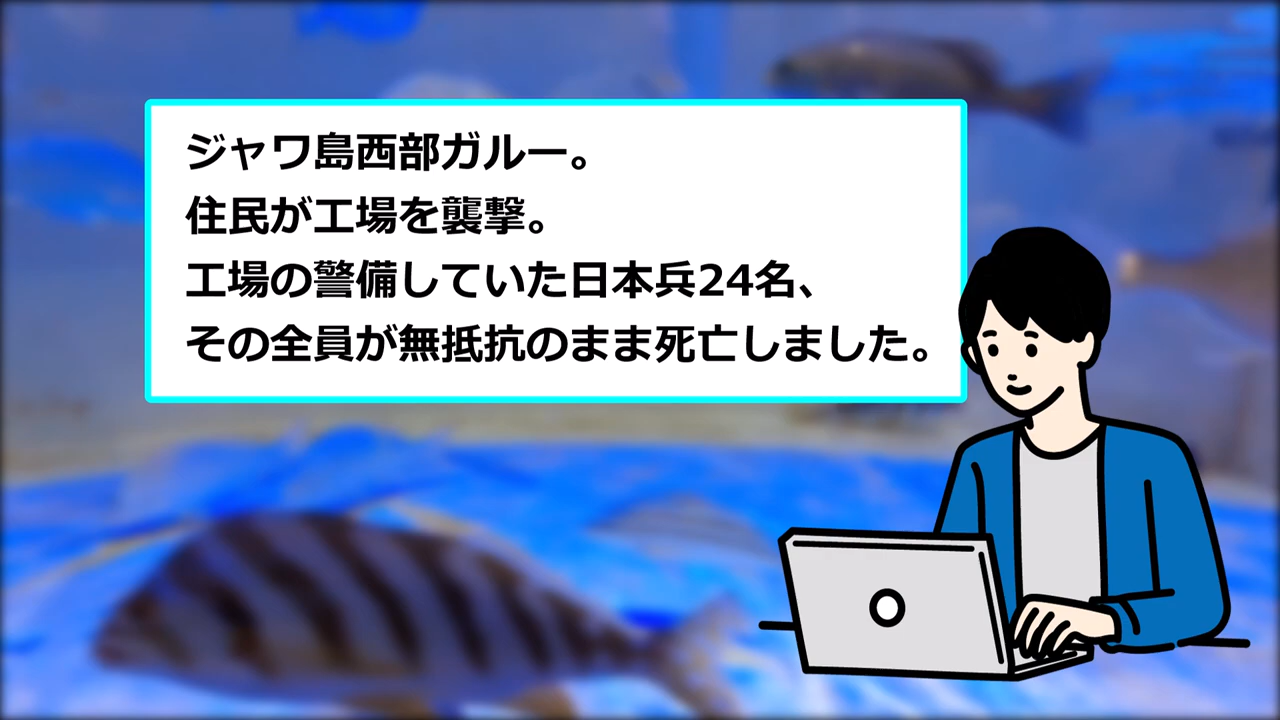 ジャワ島西部ガルー。
住民が工場を襲撃。
工場の警備していた日本兵24名、
その全員が無抵抗のまま死亡しました。